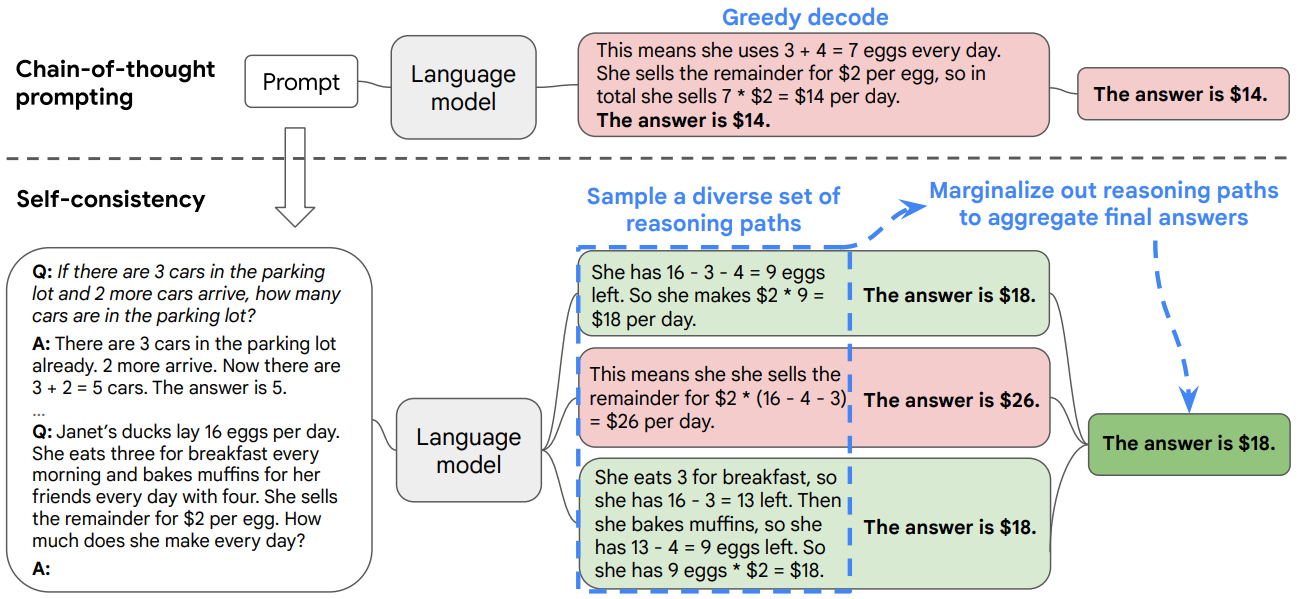 Greedy decode
Chain-of-thought
prompting
Prompt
Language
model
This means she uses 3 + 4 = 7 eggs every day.
She sells the remainder for $2 per egg, so in
total she sells 7 * $2 = $14 per day.
The answer is $14.
The answer is $14.
Self-consistency
Sample a diverse set of
reasoning paths
Marginalize out reasoning paths
to aggregate final answers
Q: If there are 3 cars in the parking
lot and 2 more cars arrive, how many
cars are in the parking lot?
A: There are 3 cars in the parking lot
already. 2 more arrive. Now there are
3 + 2 = 5 cars. The answer is 5.
...
Q: Janet's ducks lay 16 eggs per day.
She eats three for breakfast every
morning and bakes muffins for her
friends every day with four. She sells
the remainder for $2 per egg. How
much does she make every day?
A:
Language
model
She has 16 - 3 - 4 = 9 eggs
left. So she makes $2 * 9 =
$18 per day.
The answer is $18.
This means she she sells the
remainder for $2 * (16 - 4 - 3)
= $26 per day.
The answer is $26.
She eats 3 for breakfast, so
she has 16 - 3 = 13 left. Then
she bakes muffins, so she
has 13 - 4 = 9 eggs left. So
she has 9 eggs * $2 = $18.
The answer is $18.
The answer is $18.